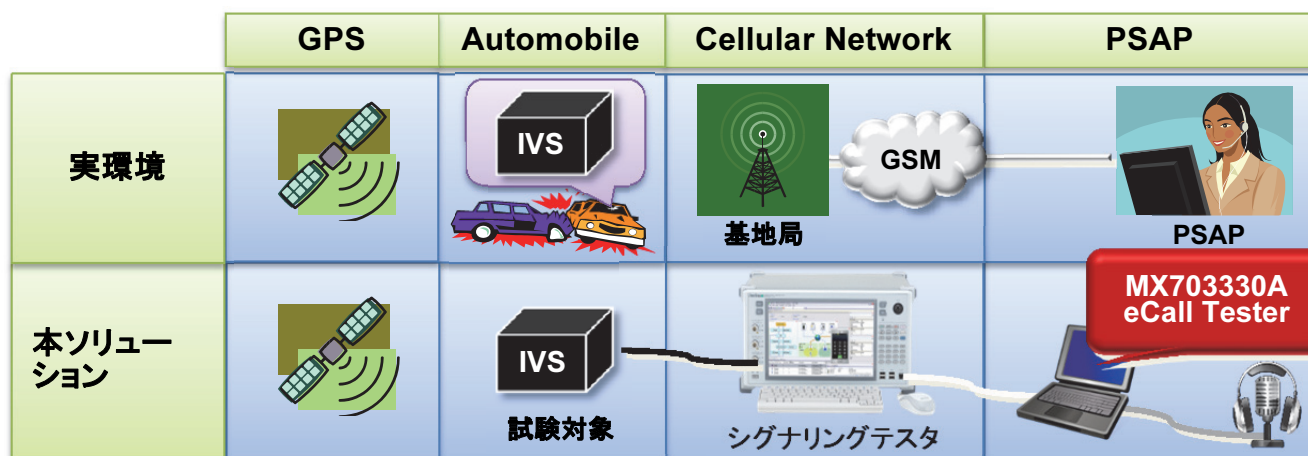 GPS
Automobile
Cellular Network
PSAP
実環境
IVS
GSM
基地局
PSAP
本ソリュー
ション
IVS
試験対象
シグナリングテスタ
MX703330A
eCall Tester